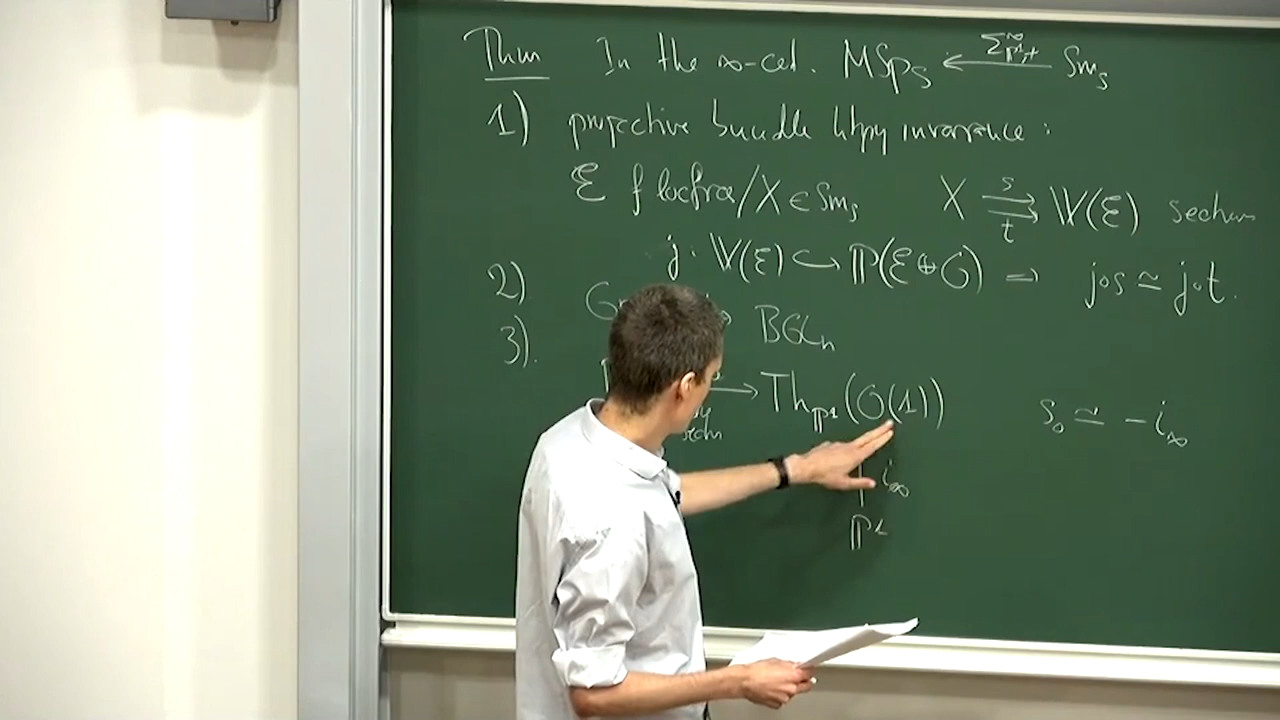 Thm In the ∞-cat. MSp_S ⟵^{Σ^∞_{P^1,+}} Sm_S
1) projective bundle htpy invariance :
ℰ f locfree/X ∈ Sm_S X ⇉^s_t 𝕍(ℰ) sections
j : 𝕍(ℰ) ↪ ℙ(ℰ⊕𝒪) ⇒ j∘s ≃ j∘t.
2) Gr → BGL_n
3). ⟶ Th_{ℙ^1}(𝒪(1)) s_0 ≃ -i_∞
i_∞
ℙ^1